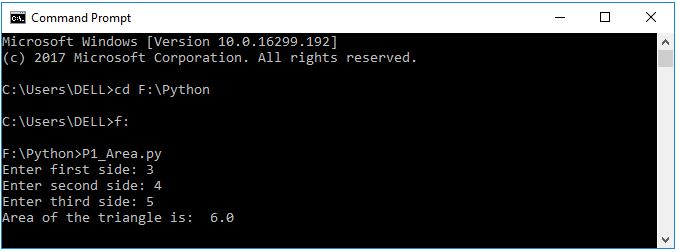 Command Prompt
Microsoft Windows [Version 10.0.16299.192]
(c) 2017 Microsoft Corporation. All rights reserved.
C:\Users\DELL>cd F:\Python
C:\Users\DELL>f:
F:\Python>P1_Area.py
Enter first side: 3
Enter second side: 4
Enter third side: 5
Area of the triangle is:  6.0